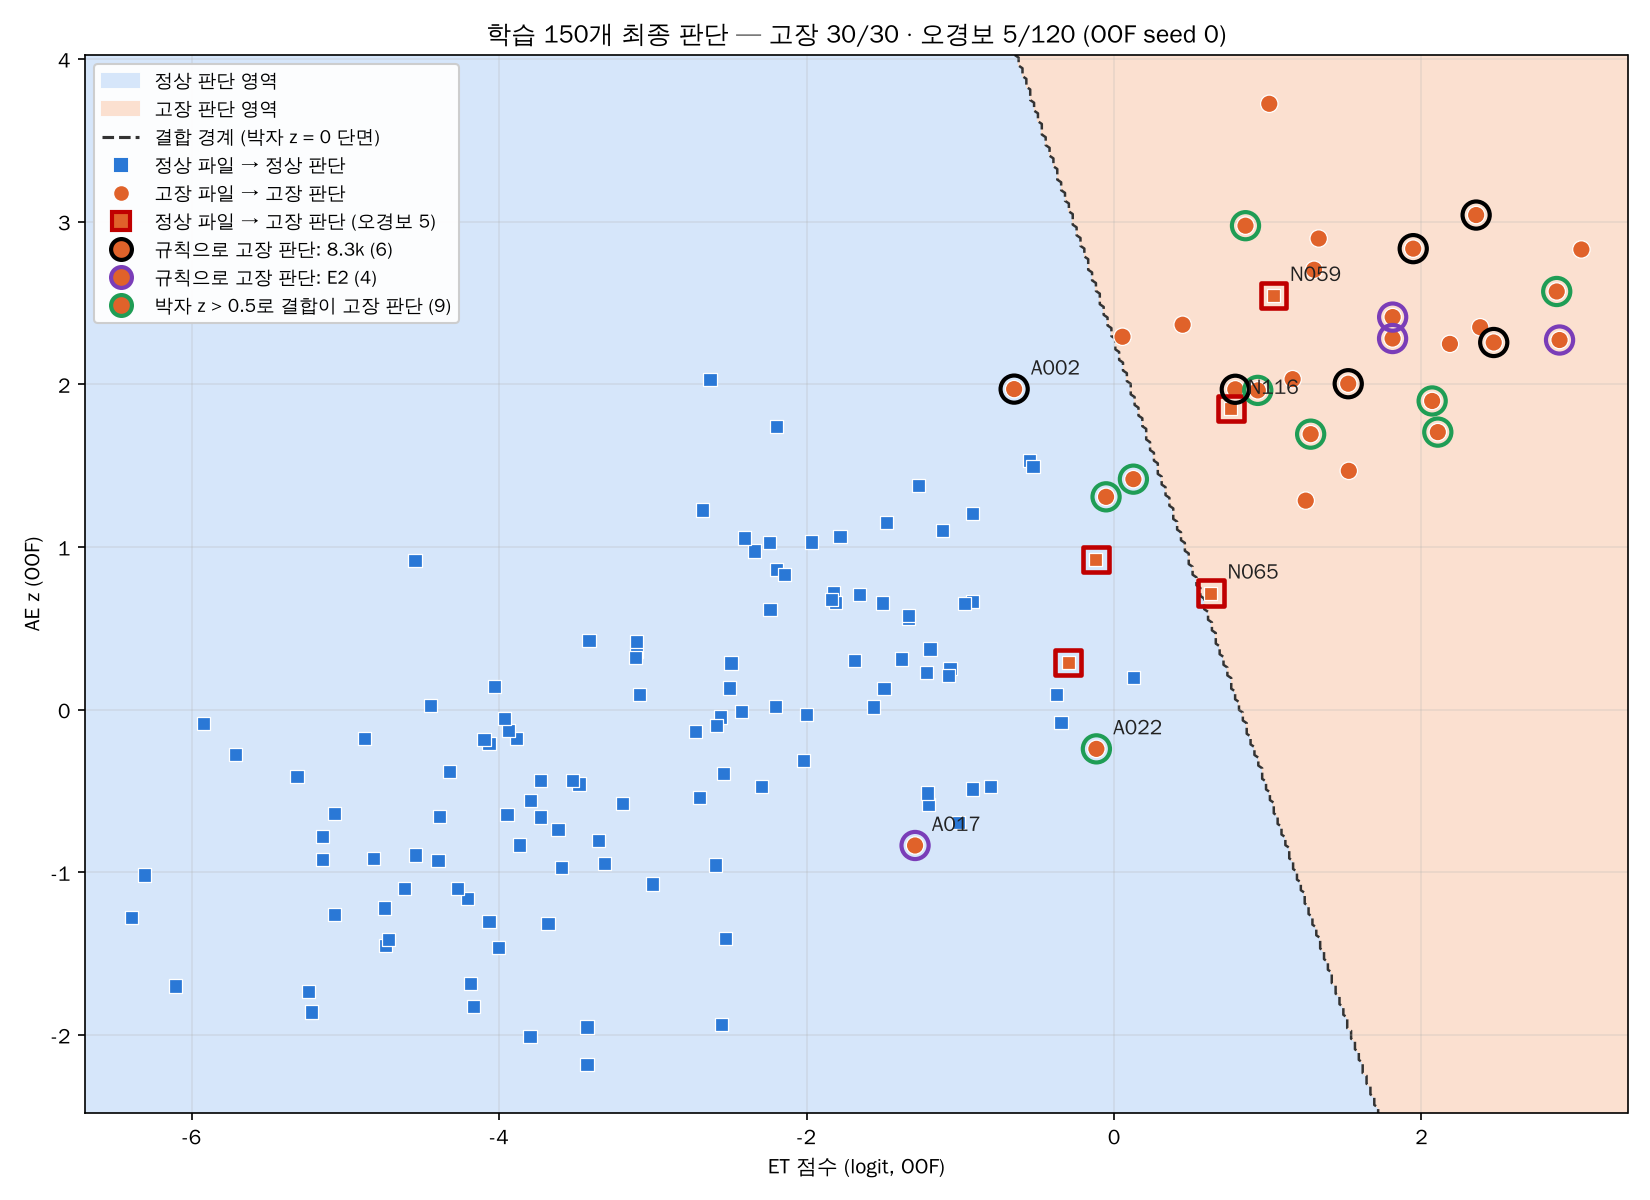 학습 150개 최종 판단 — 고장 30/30 · 오경보 5/120 (OOF seed 0)
정상 판단 영역
고장 판단 영역
결합 경계 (박자 z = 0 단면)
정상 파일 → 정상 판단
고장 파일 → 고장 판단
정상 파일 → 고장 판단 (오경보 5)
규칙으로 고장 판단: 8.3k (6)
규칙으로 고장 판단: E2 (4)
박자 z > 0.5로 결합이 고장 판단 (9)
4
3
2
1
0
-1
-2
AE z (OOF)
N059
A002
N116
N065
A022
A017
-6
-4
-2
0
2
ET 점수 (logit, OOF)